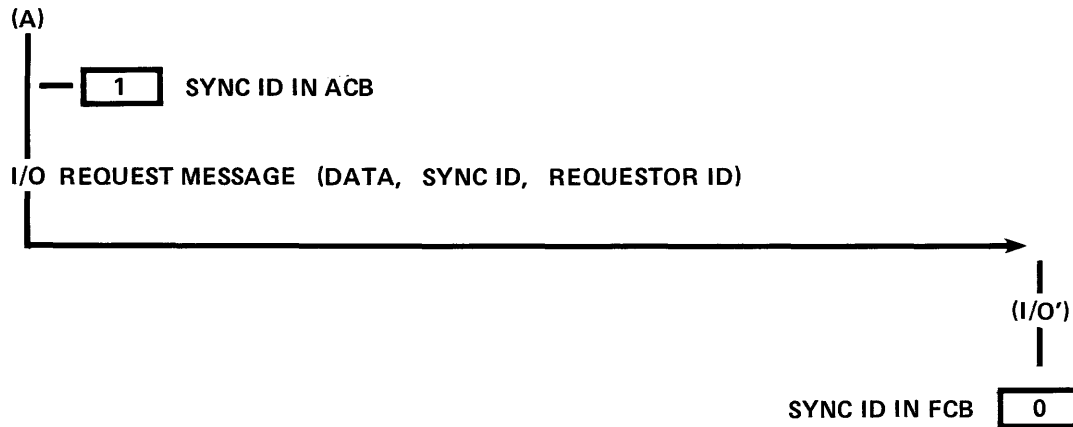 (A)
1 SYNC ID IN ACB
I/O REQUEST MESSAGE (DATA, SYNC ID, REQUESTOR ID)
(I/O')
SYNC ID IN FCB 0